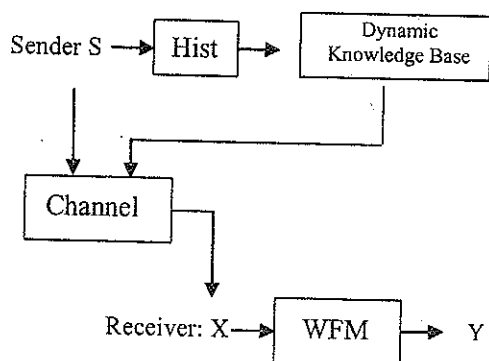 Sender S
Hist
Dynamic
Knowledge Base
Channel
Receiver: X
WFM
Y